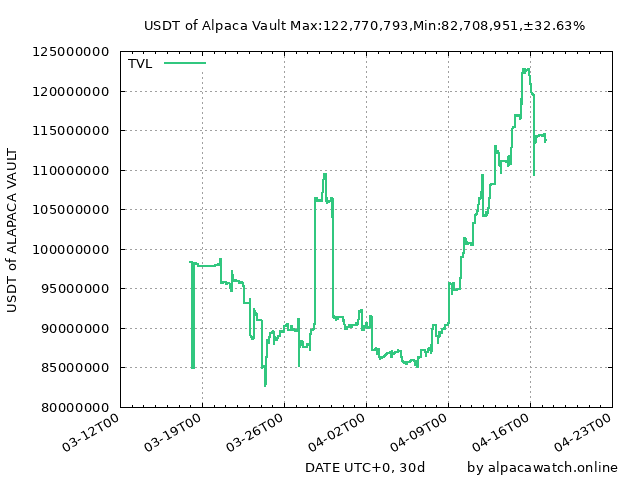 USDT of Alpaca Vault Max:122,770,793,Min:82,708,951,±32.63%
TVL
125000000
120000000
115000000
110000000
105000000
100000000
95000000
90000000
85000000
80000000
USDT of ALAPACA VAULT
03-12T00
03-19T00
03-26T00
04-02T00
04-09T00
04-16T00
04-23T00
DATE UTC+0, 30d
by alpacawatch.online